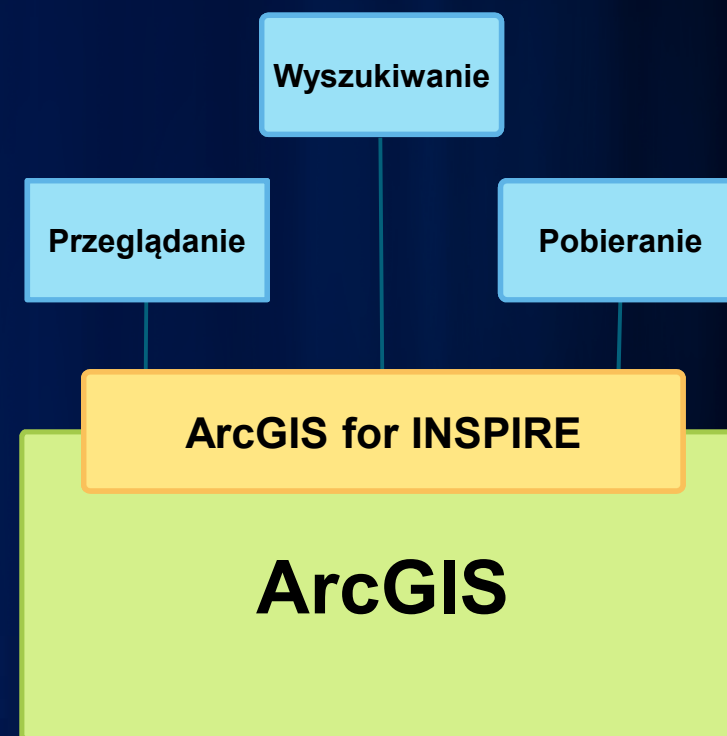 Wyszukiwanie
Przeglądanie
Pobieranie
ArcGIS for INSPIRE
ArcGIS